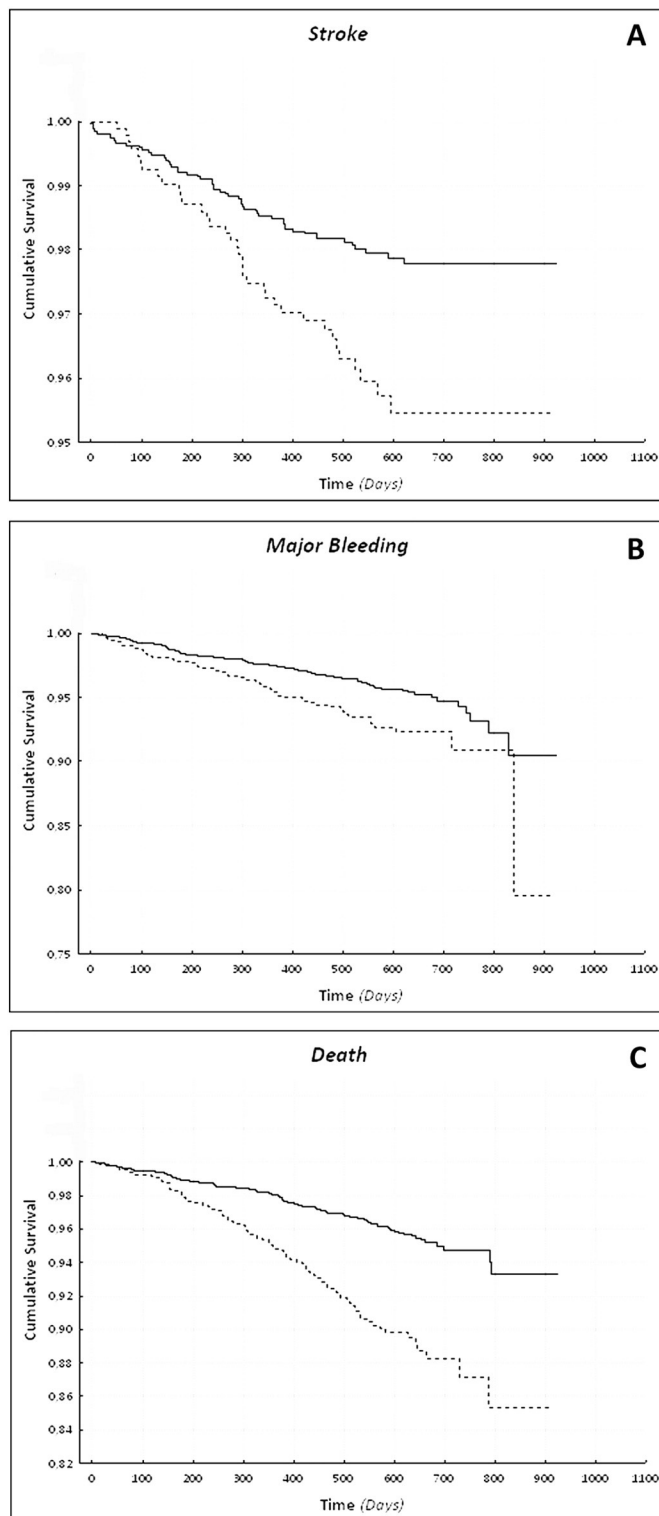 Stroke
A
1.00
0.99
0.98
0.97
0.96
0.95
Cumulative Survival
0 100 200 300 400 500 600 700 800 900 1000 1100
Time (Days)
Major Bleeding
B
1.00
0.95
0.90
0.85
0.80
0.75
Cumulative Survival
0 100 200 300 400 500 600 700 800 900 1000 1100
Time (Days)
Death
C
1.00
0.98
0.96
0.94
0.92
0.90
0.88
0.86
0.84
0.82
Cumulative Survival
0 100 200 300 400 500 600 700 800 900 1000 1100
Time (Days)